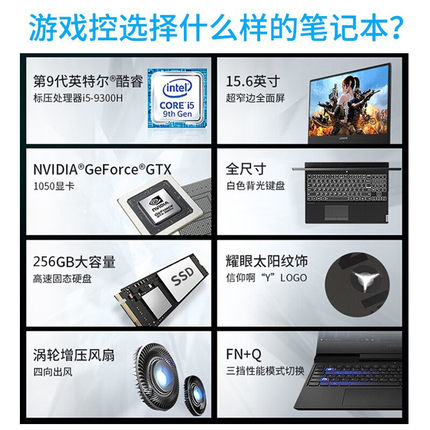 游戏控选择什么样的笔记本？
第9代英特尔®酷睿
标压处理器i5-9300H
intel
CORE i5
9th Gen
15.6英寸
超窄边全面屏
NVIDIA®GeForce®GTX
1050显卡
NVIDIA
全尺寸
白色背光键盘
256GB大容量
高速固态硬盘
SSD
耀眼太阳纹饰
信仰啊“Y”LOGO
涡轮增压风扇
四向出风
FN+Q
三挡性能模式切换